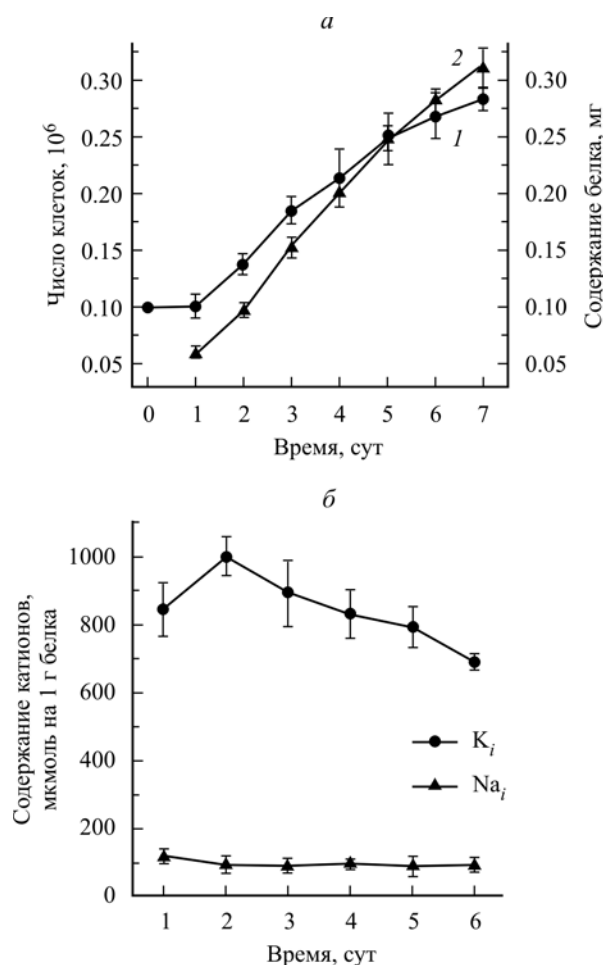 а
Число клеток, 10⁶
0.30
0.25
0.20
0.15
0.10
0.05
2
1
0.30
0.25
0.20
0.15
0.10
0.05
Содержание белка, мг
0 1 2 3 4 5 6 7
Время, сут
б
Содержание катионов,
мкмоль на 1 г белка
1000
800
600
400
200
100
0
K i
Na i
1 2 3 4 5 6
Время, сут